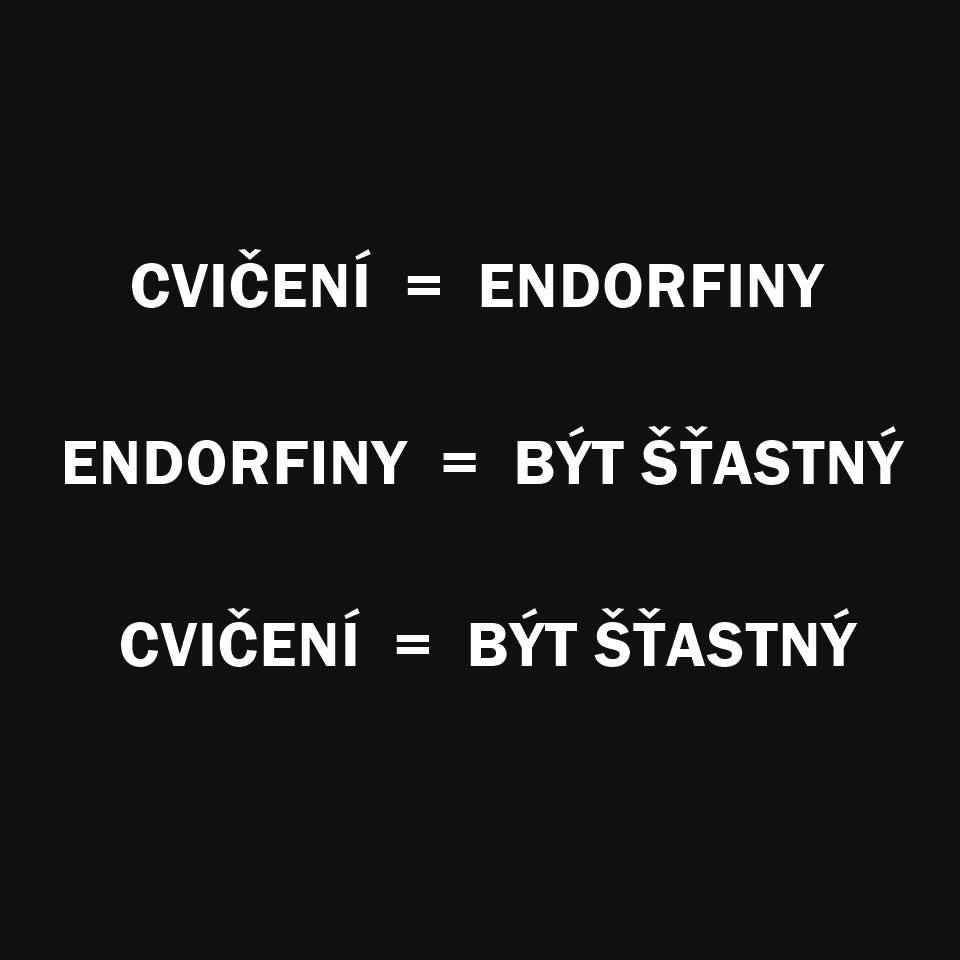 CVIČENÍ = ENDORFINY
ENDORFINY = BÝT ŠŤASTNÝ
CVIČENÍ = BÝT ŠŤASTNÝ